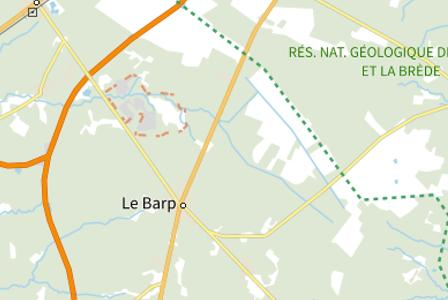 RÉS. NAT. GÉOLOGIQUE D
ET LA BRÈDE
Le Barp